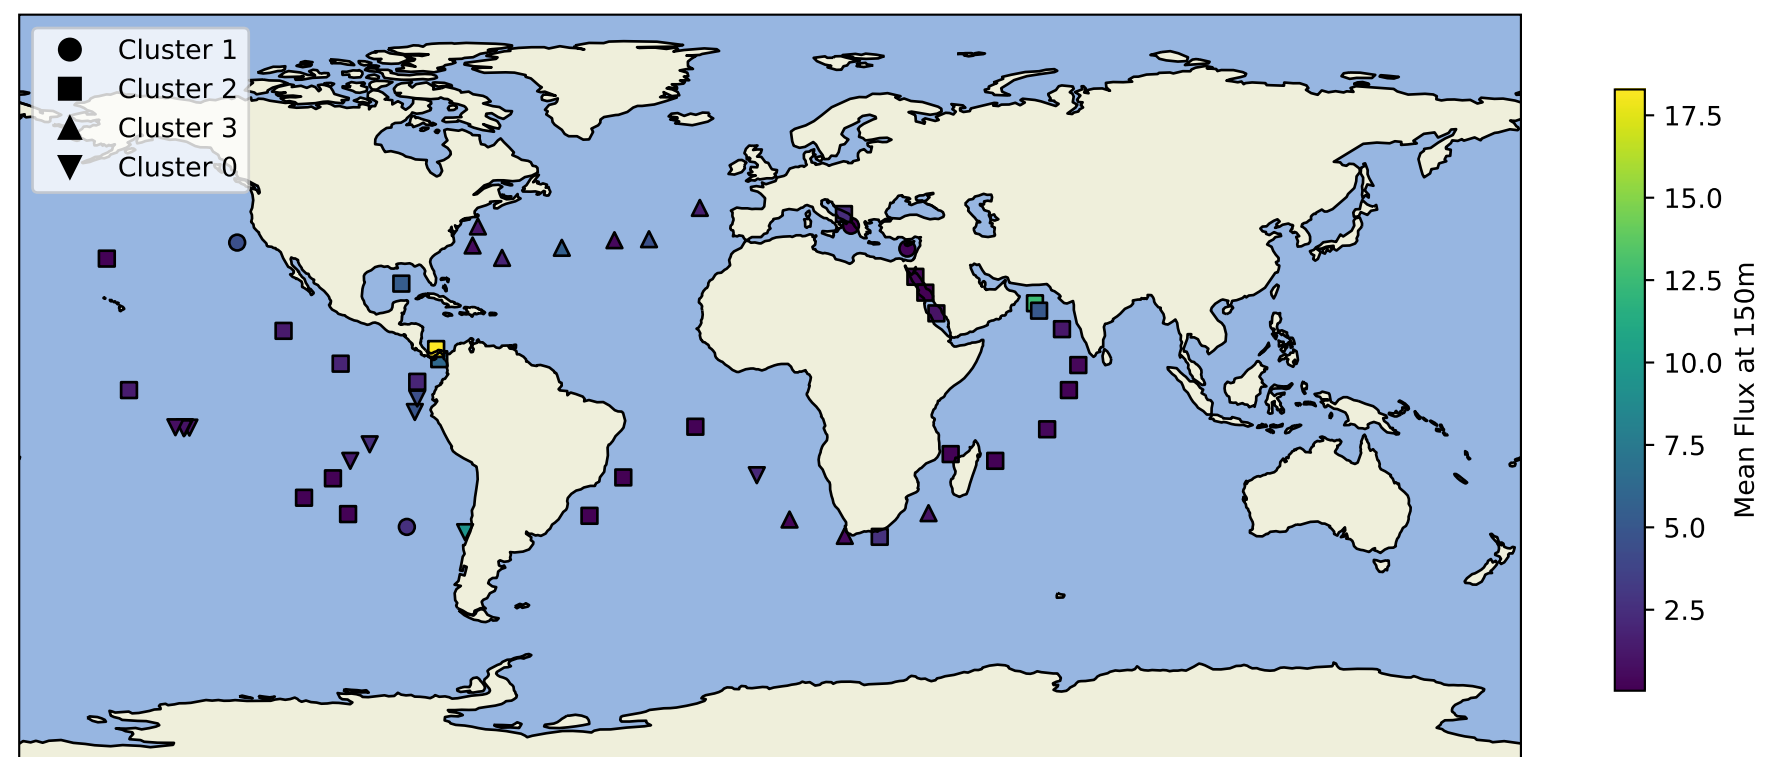 Cluster 1
Cluster 2
Cluster 3
Cluster 0
17.5
15.0
12.5
10.0
7.5
5.0
2.5
Mean Flux at 150m